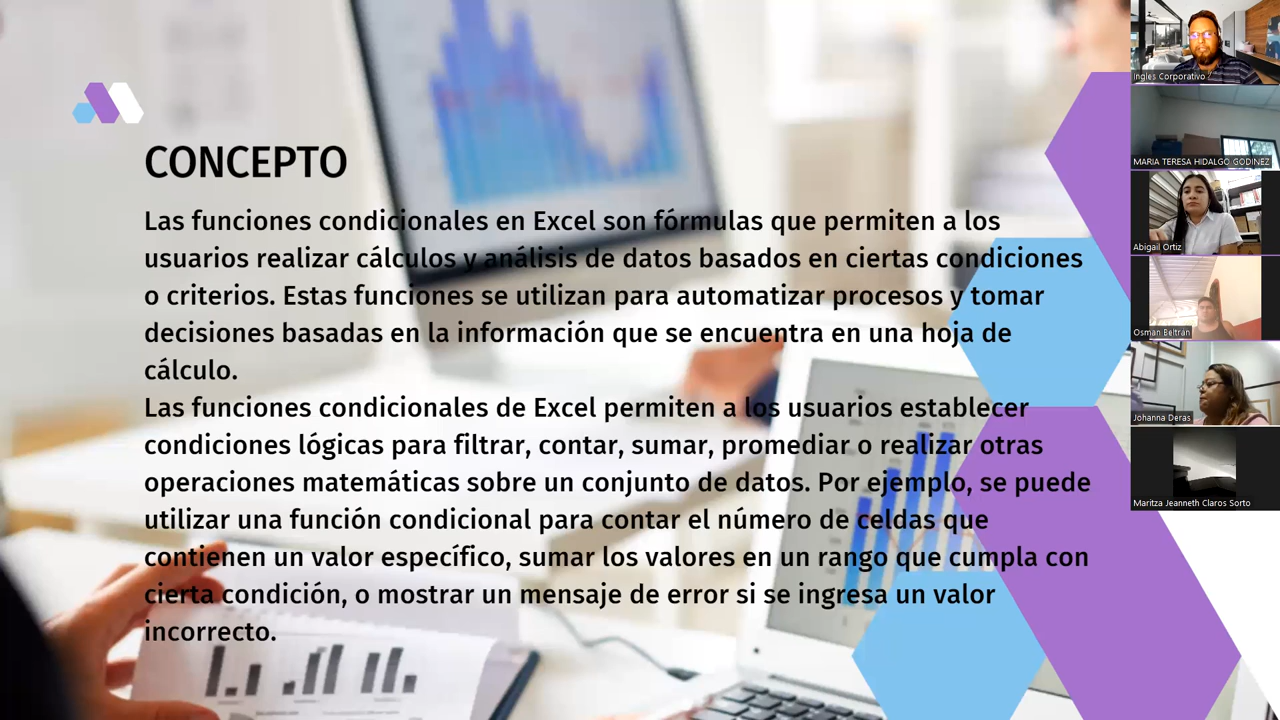 CONCEPTO
Las funciones condicionales en Excel son fórmulas que permiten a los
usuarios realizar cálculos y análisis de datos basados en ciertas condiciones
o criterios. Estas funciones se utilizan para automatizar procesos y tomar
decisiones basadas en la información que se encuentra en una hoja de
cálculo.
Las funciones condicionales de Excel permiten a los usuarios establecer
condiciones lógicas para filtrar, contar, sumar, promediar o realizar otras
operaciones matemáticas sobre un conjunto de datos. Por ejemplo, se puede
utilizar una función condicional para contar el número de celdas que
contienen un valor específico, sumar los valores en un rango que cumpla con
cierta condición, o mostrar un mensaje de error si se ingresa un valor
incorrecto.
Ingles Corporativo
MARIA TERESA HIDALGO GODINEZ
Abigail Ortiz
Osman Beltrán
Johanna Deras
Maritza Jeanneth Claros Sorto